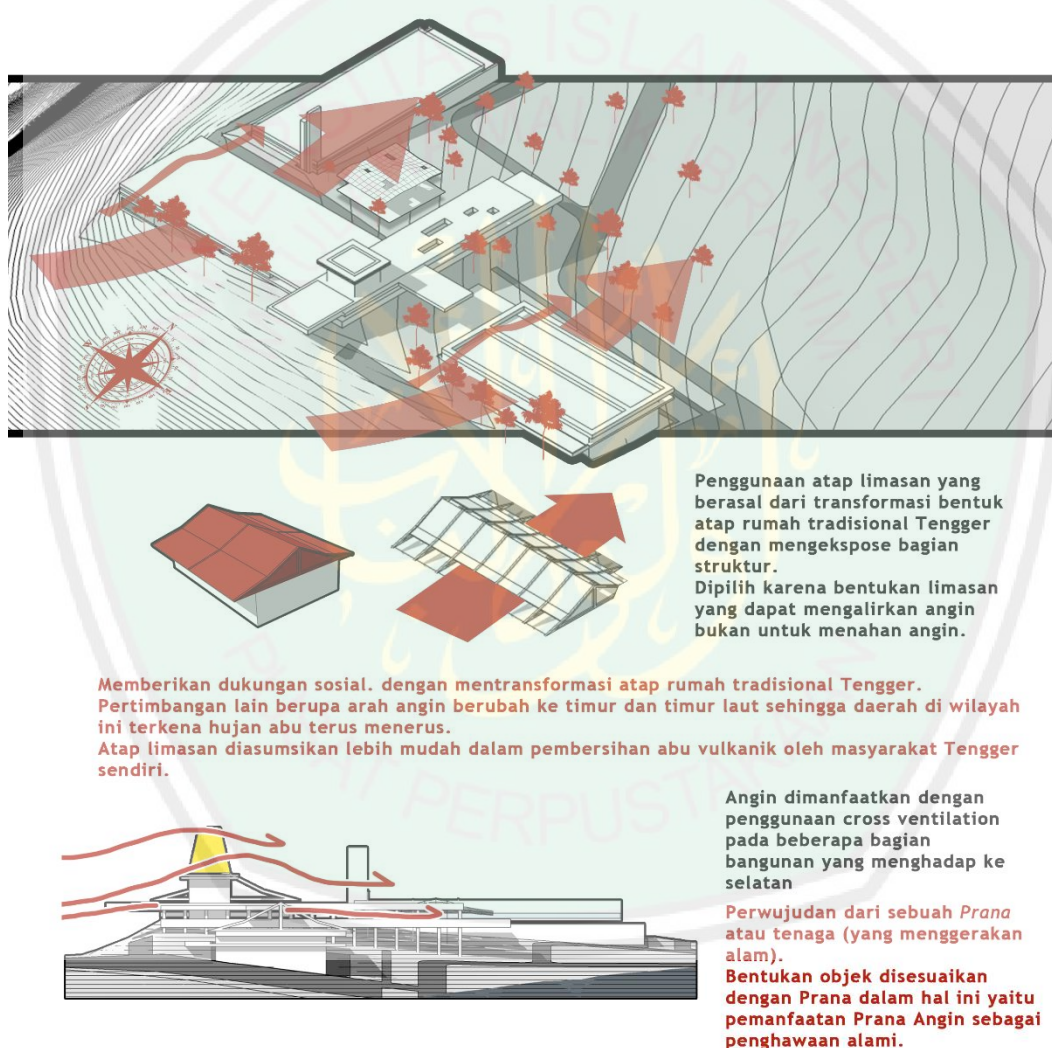 Penggunaan atap limasan yang
berasal dari transformasi bentuk
atap rumah tradisional Tengger
dengan mengekspose bagian
struktur.
Dipilih karena bentukan limasan
yang dapat mengalirkan angin
bukan untuk menahan angin.
Memberikan dukungan sosial. dengan mentransformasi atap rumah tradisional Tengger.
Pertimbangan lain berupa arah angin berubah ke timur dan timur laut sehingga daerah di wilayah
ini terkena hujan abu terus menerus.
Atap limasan diasumsikan lebih mudah dalam pembersihan abu vulkanik oleh masyarakat Tengger
sendiri.
Angin dimanfaatkan dengan
penggunaan cross ventilation
pada beberapa bagian
bangunan yang menghadap ke
selatan
Perwujudan dari sebuah Prana
atau tenaga (yang menggerakan
alam).
Bentukan objek disesuaikan
dengan Prana dalam hal ini yaitu
pemanfaatan Prana Angin sebagai
penghawaan alami.